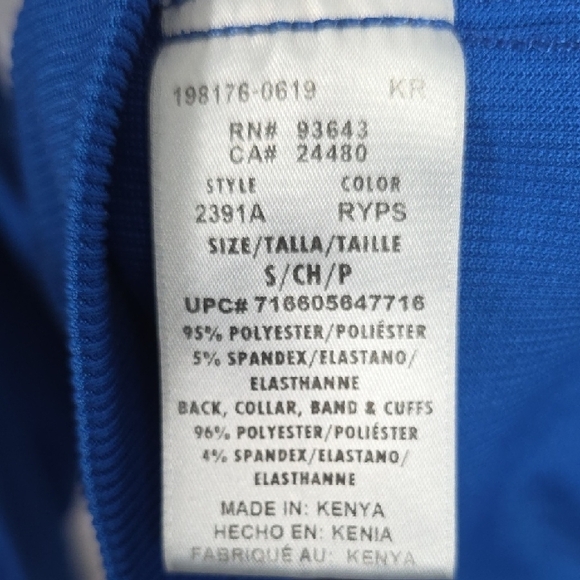 198176-0619 KR
RN# 93643
CA# 24480
STYLE COLOR
2391A RYPS
SIZE/TALLA/TAILLE
S/CH/P
UPC# 716605647716
95% POLYESTER/POLIÉSTER
5% SPANDEX/ELASTANO/
ELASTHANNE
BACK, COLLAR, BAND & CUFFS
96% POLYESTER/POLIÉSTER
4% SPANDEX/ELASTANO/
ELASTHANNE
MADE IN: KENYA
HECHO EN: KENIA
FABRIQUÉ AU: KENYA